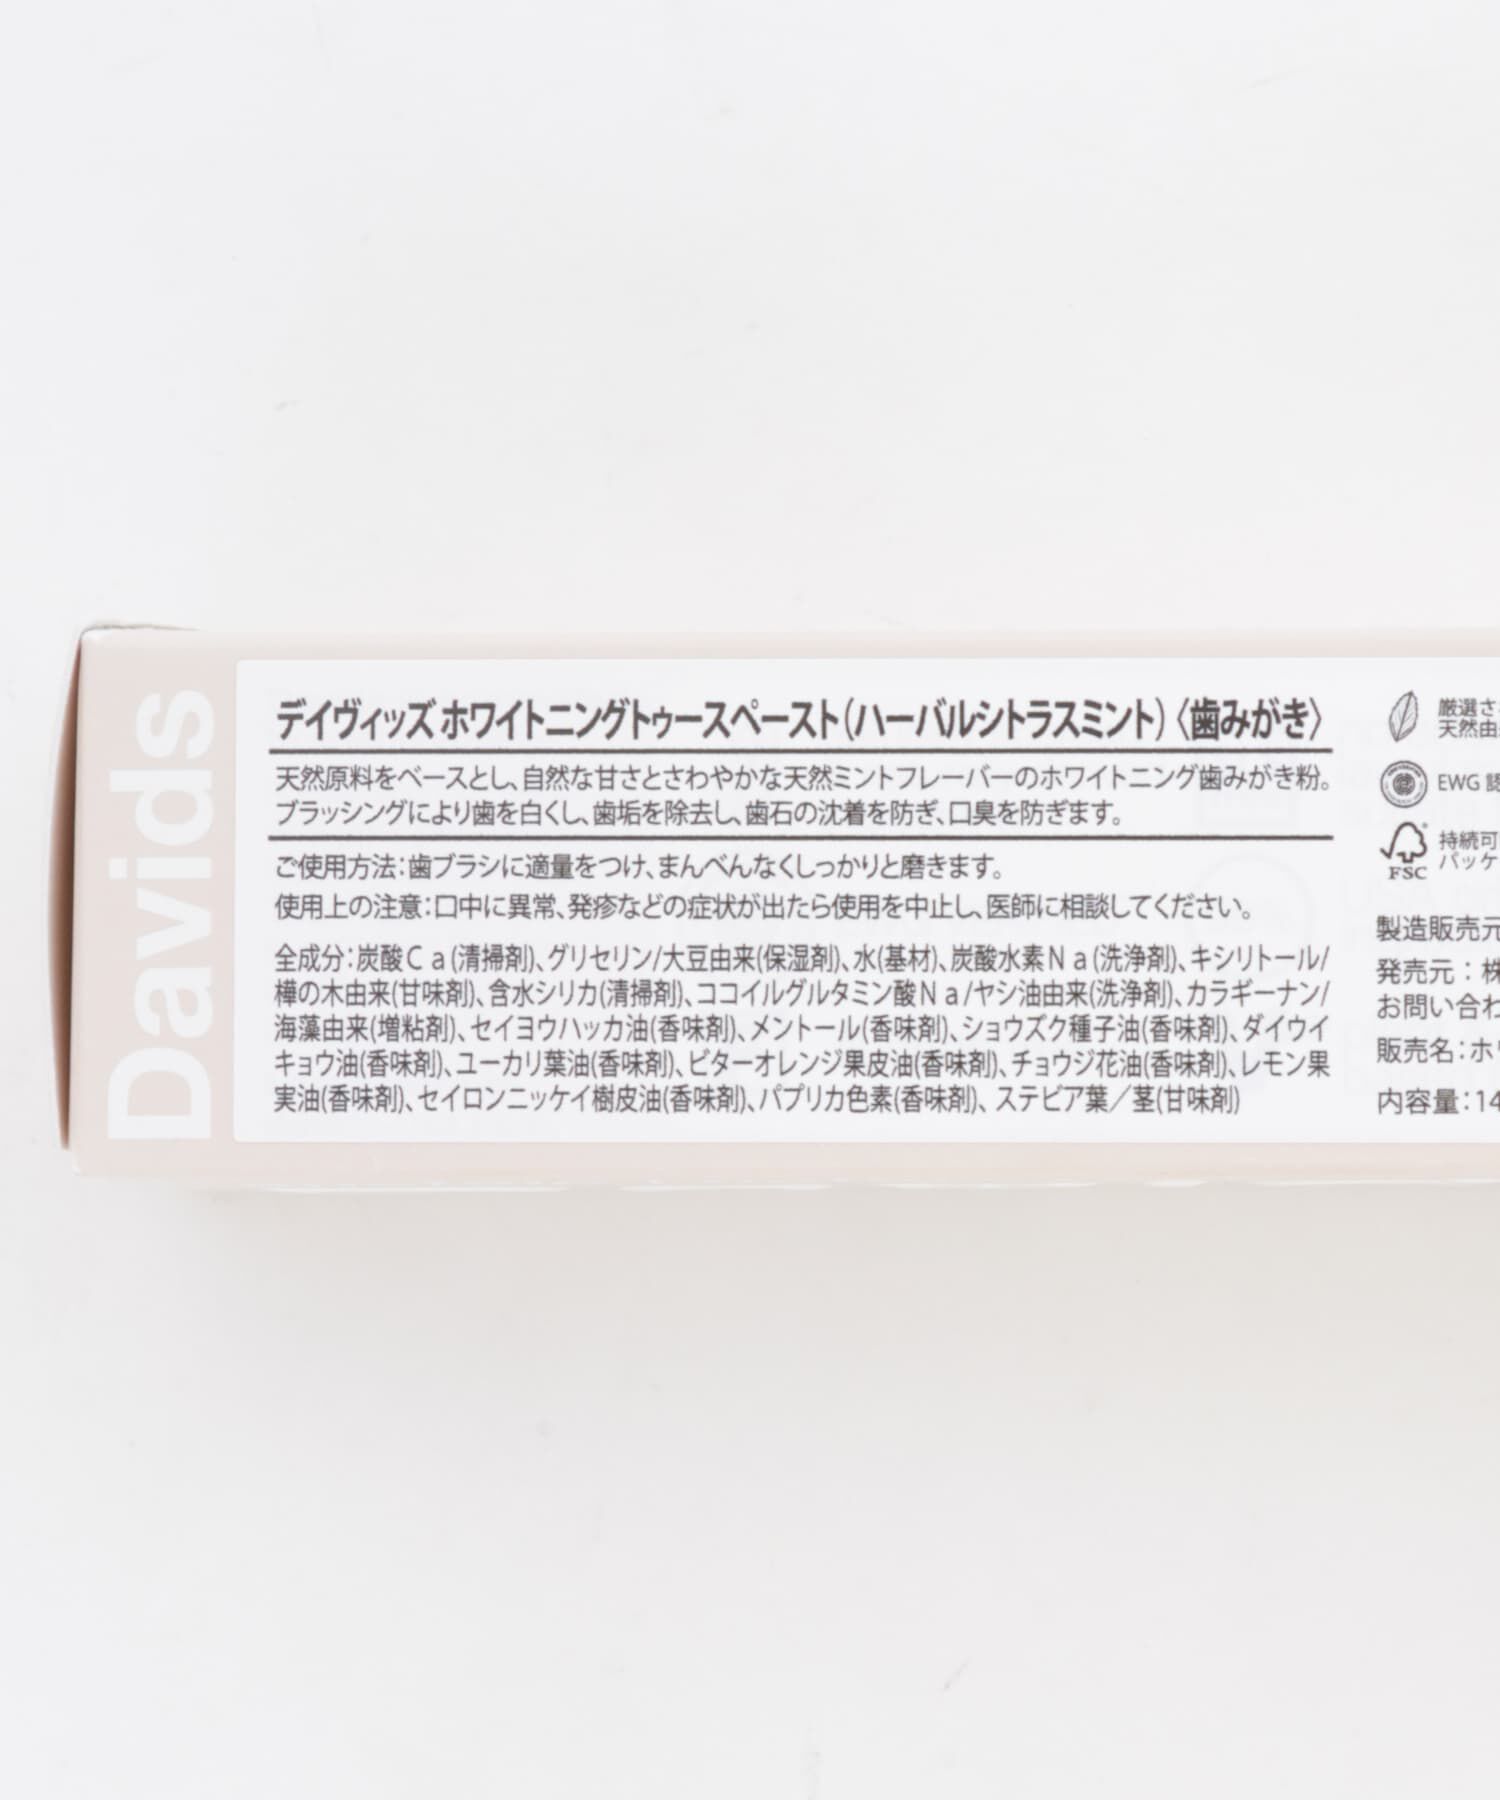 Davids
デイヴィッズ ホワイトニングトゥースペースト(ハーバルシトラスミント)〈歯みがき〉
天然原料をベースとし、自然な甘さとさわやかな天然ミントフレーバーのホワイトニング歯みがき粉。
ブラッシングにより歯を白くし、歯垢を除去し、歯石の沈着を防ぎ、口臭を防ぎます。
ご使用方法:歯ブラシに適量をつけ、まんべんなくしっかりと磨きます。
使用上の注意:口中に異常、発疹などの症状が出たら使用を中止し、医師に相談してください。
全成分:炭酸Ca(清掃剤)、グリセリン/大豆由来(保湿剤)、水(基材)、炭酸水素Na(洗浄剤)、キシリトール/
樺の木由来(甘味剤)、含水シリカ(清掃剤)、ココイルグルタミン酸Na/ヤシ油由来(洗浄剤)、カラギーナン/
海藻由来(増粘剤)、セイヨウハッカ油(香味剤)、メントール(香味剤)、ショウズク種子油(香味剤)、ダイウイ
キョウ油(香味剤)、ユーカリ葉油(香味剤)、ビターオレンジ果皮油(香味剤)、チョウジ花油(香味剤)、レモン果
実油(香味剤)、セイロンニッケイ樹皮油(香味剤)、パプリカ色素(香味剤)、ステビア葉／茎(甘味剤)
厳選さ
天然由
EWG 認
FSC
持続可
パッケ
製造販売元
発売元：株
お問い合わ
販売名:ホ
内容量:14